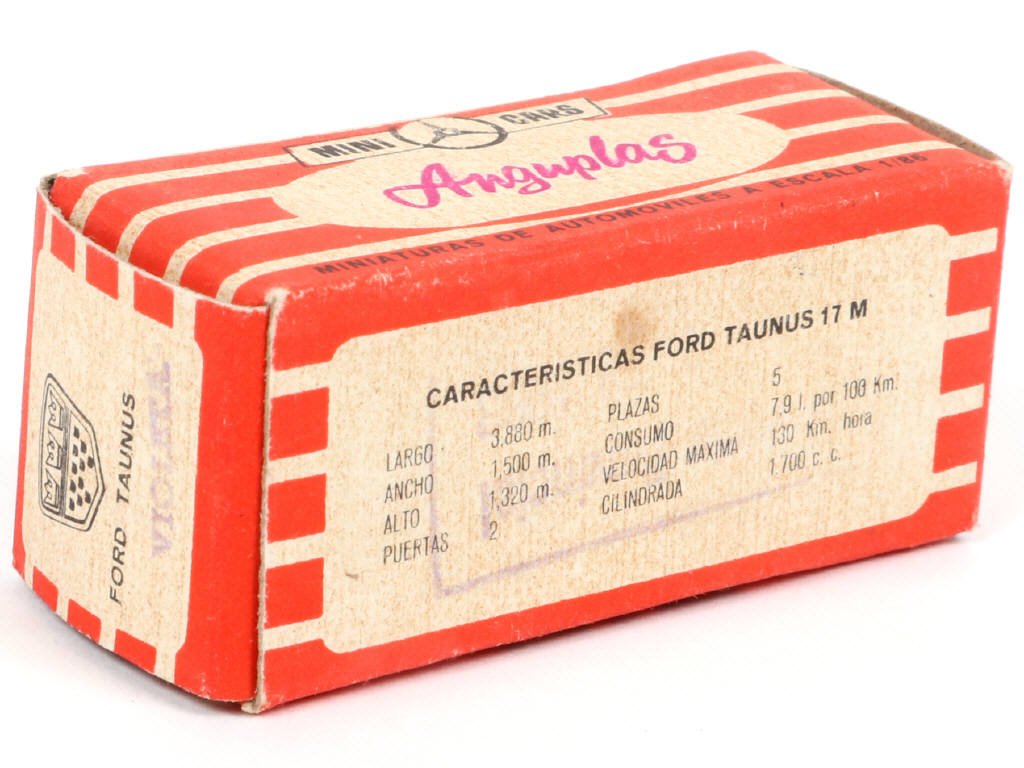 MINI CARS
Anguplas
MINIATURAS DE AUTOMOVILES A ESCALA 1/86
CARACTERISTICAS FORD TAUNUS 17 M
LARGO 3,880 m. PLAZAS 5
ANCHO 1,500 m. CONSUMO 7,9 l. por 100 Km.
ALTO 1,320 m. VELOCIDAD MAXIMA 130 Km. hora
PUERTAS 2 CILINDRADA 1,700 c. c.
FORD TAUNUS
VIOLETA